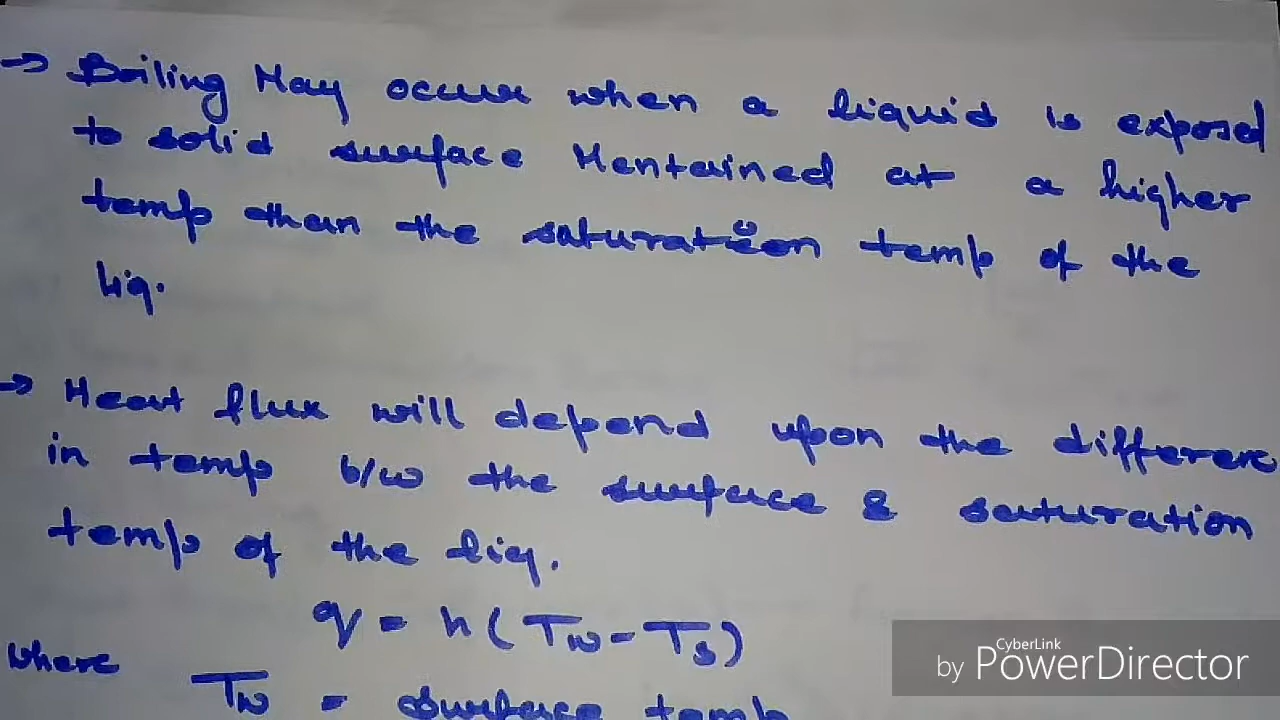 → Boiling May occur when a liquid is exposed
to solid surface Mentained at a higher
temp than the saturation temp of the
liq.
→ Heat flux will depend upon the differenc
in temp b/w the surface & saturation
temp of the liq.
q = h(Tw - Ts)
where
Tw = surface temp
CyberLink
by PowerDirector